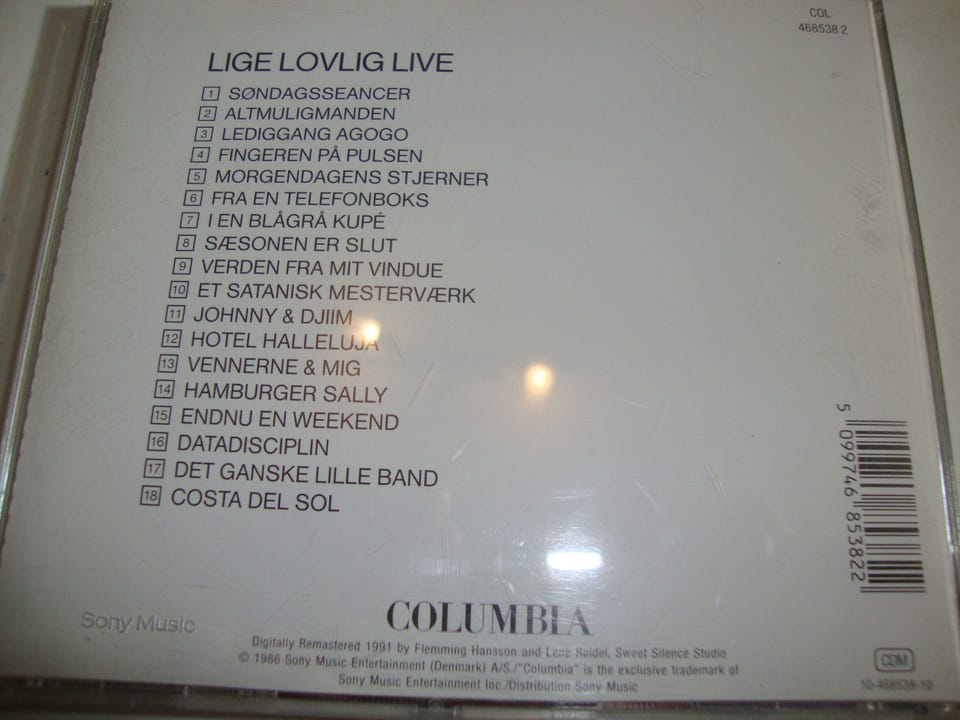 COL
468538 2
LIGE LOVLIG LIVE
1 SØNDAGSSEANCER
2 ALTMULIGMANDEN
3 LEDIGGANG AGOGO
4 FINGEREN PÅ PULSEN
5 MORGENDAGENS STJERNER
6 FRA EN TELEFONBOKS
7 I EN BLÅGRÅ KUPÉ
8 SÆSONEN ER SLUT
9 VERDEN FRA MIT VINDUE
10 ET SATANISK MESTERVÆRK
11 JOHNNY & DJIIM
12 HOTEL HALLELUJA
13 VENNERNE & MIG
14 HAMBURGER SALLY
15 ENDNU EN WEEKEND
16 DATADISCIPLIN
17 DET GANSKE LILLE BAND
18 COSTA DEL SOL
5 099746 853822
Sony Music
COLUMBIA
Digitally Remastered 1991 by Flemming Hansson and Lene Reidel, Sweet Silence Studio
© 1986 Sony Music Entertainment (Denmark) A/S./"Columbia" is the exclusive trademark of
Sony Music Entertainment Inc./Distribution Sony Music
CDM
10-468538-10